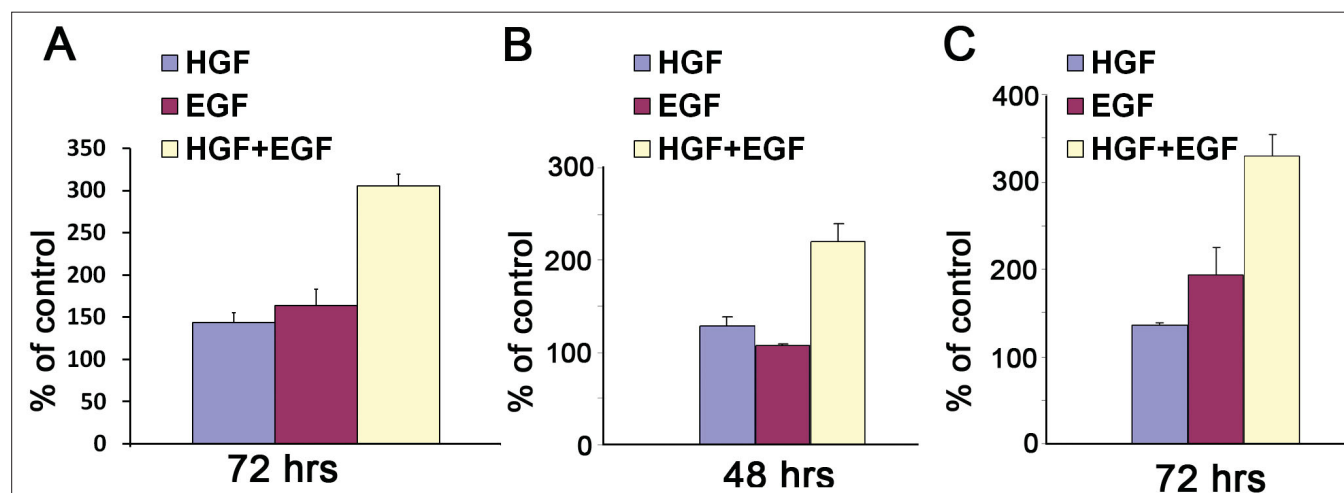 A
HGF
EGF
HGF+EGF
350
300
250
200
150
100
50
0
% of control
72 hrs
B
HGF
EGF
HGF+EGF
300
200
100
0
% of control
48 hrs
C
HGF
EGF
HGF+EGF
400
300
200
100
0
% of control
72 hrs